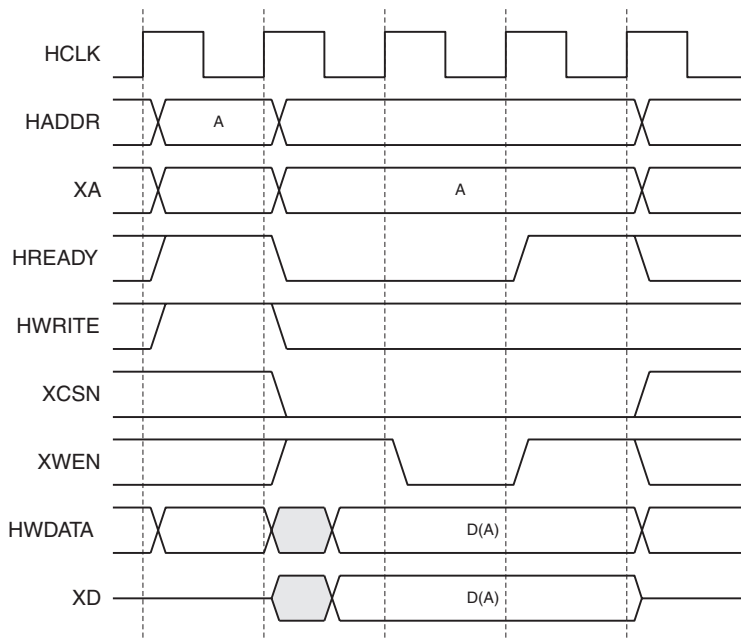 HCLK
HADDR
A
XA
A
HREADY
HWRITE
XCSN
XWEN
HWDATA
D(A)
XD
D(A)